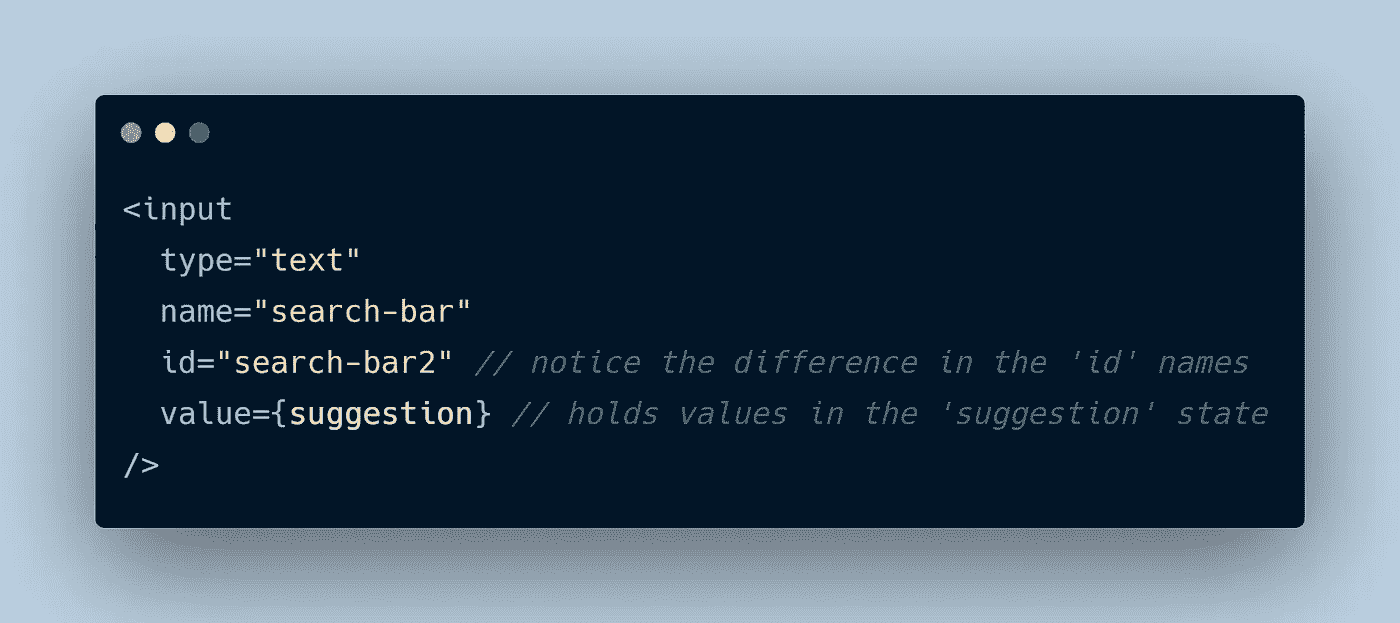 <input
type="text"
name="search-bar"
id="search-bar2" // notice the difference in the 'id' names
value={suggestion} // holds values in the 'suggestion' state
/>